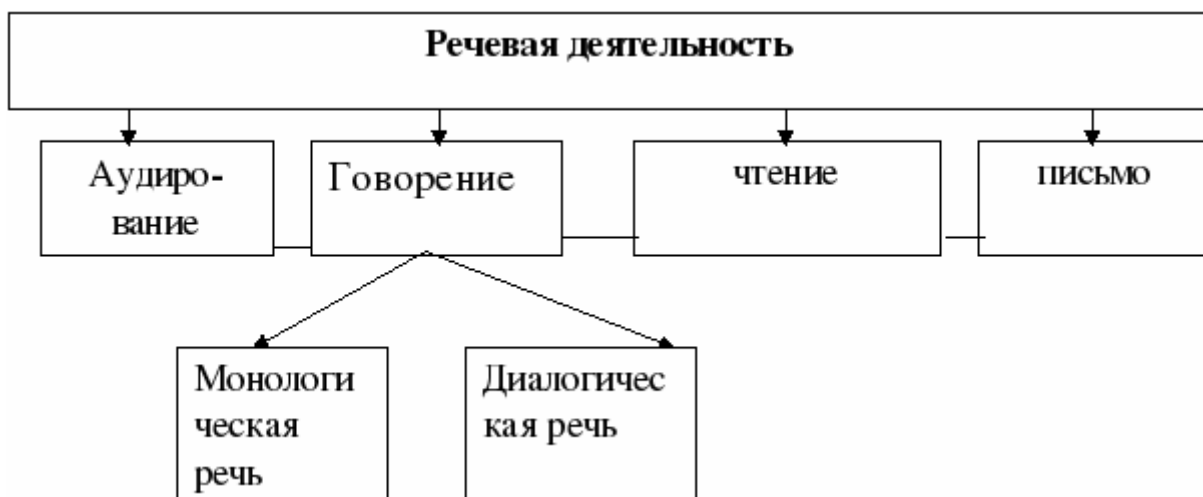 Речевая деятельность
Аудиро-
вание
Говорение
чтение
письмо
Монологи
ческая
речь
Диалогичес
кая речь